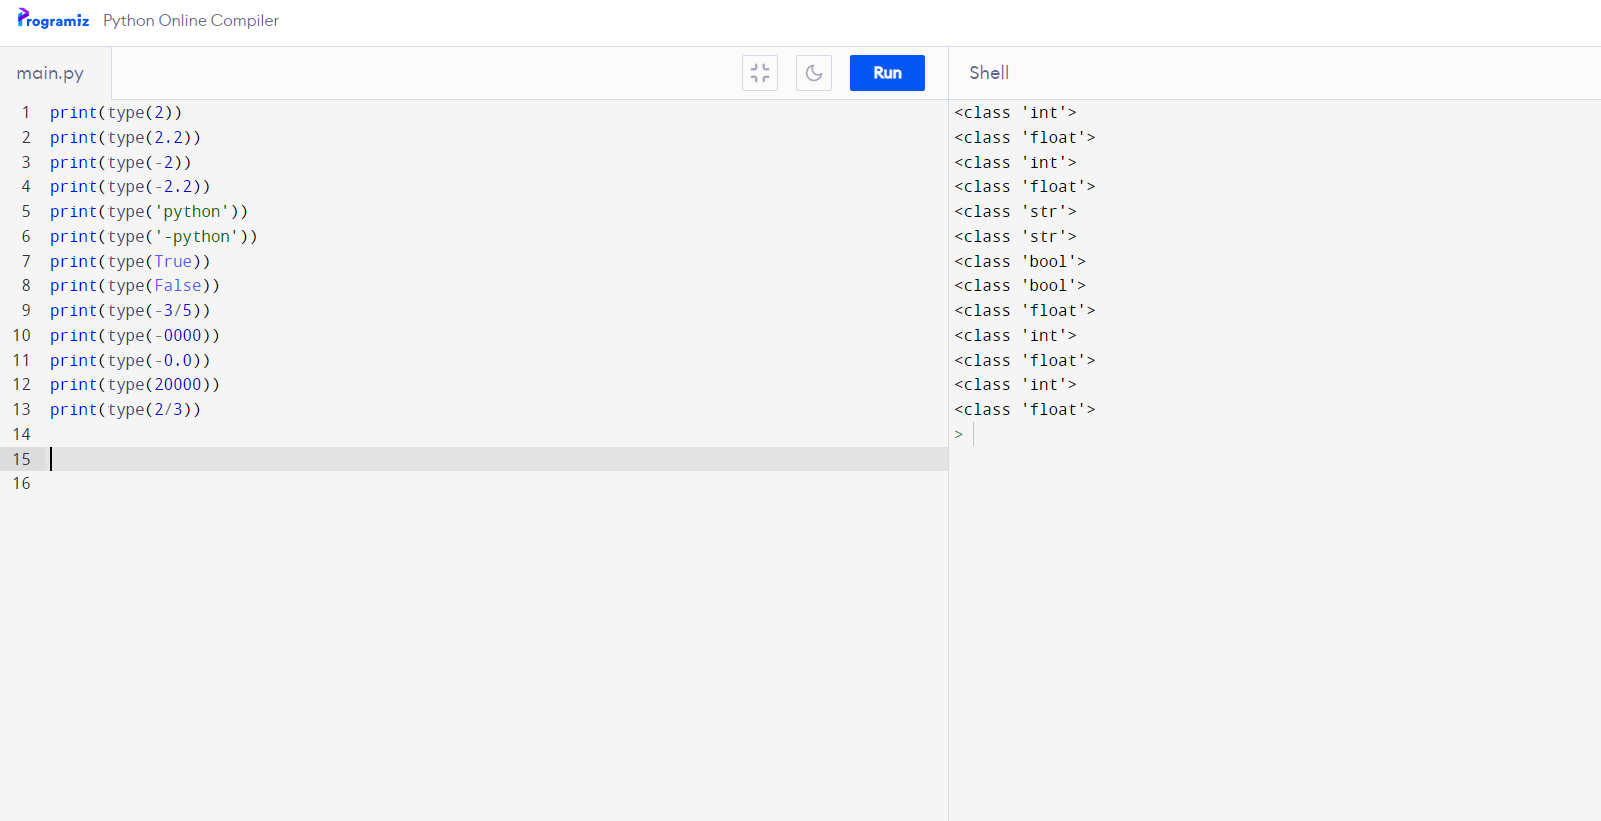 Programiz Python Online Compiler
main.py Run Shell
1 print(type(2))
2 print(type(2.2))
3 print(type(-2))
4 print(type(-2.2))
5 print(type('python'))
6 print(type('-python'))
7 print(type(True))
8 print(type(False))
9 print(type(-3/5))
10 print(type(-0000))
11 print(type(-0.0))
12 print(type(20000))
13 print(type(2/3))
14
15
16
<class 'int'>
<class 'float'>
<class 'int'>
<class 'float'>
<class 'str'>
<class 'str'>
<class 'bool'>
<class 'bool'>
<class 'float'>
<class 'int'>
<class 'float'>
<class 'int'>
<class 'float'>
>